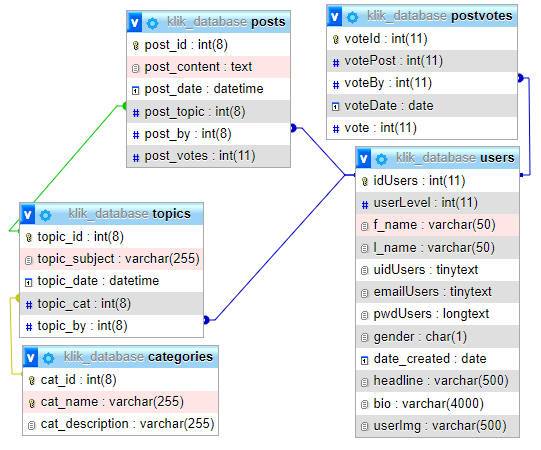 klik_database posts
post_id : int(8)
post_content : text
post_date : datetime
post_topic : int(8)
post_by : int(8)
post_votes : int(11)
klik_database postvotes
voteId : int(11)
votePost : int(11)
voteBy : int(11)
voteDate : date
vote : int(11)
klik_database users
idUsers : int(11)
userLevel : int(11)
f_name : varchar(50)
l_name : varchar(50)
uidUsers : tinytext
emailUsers : tinytext
pwdUsers : longtext
gender : char(1)
date_created : date
headline : varchar(500)
bio : varchar(4000)
userImg : varchar(500)
klik_database topics
topic_id : int(8)
topic_subject : varchar(255)
topic_date : datetime
topic_cat : int(8)
topic_by : int(8)
klik_database categories
cat_id : int(8)
cat_name : varchar(255)
cat_description : varchar(255)